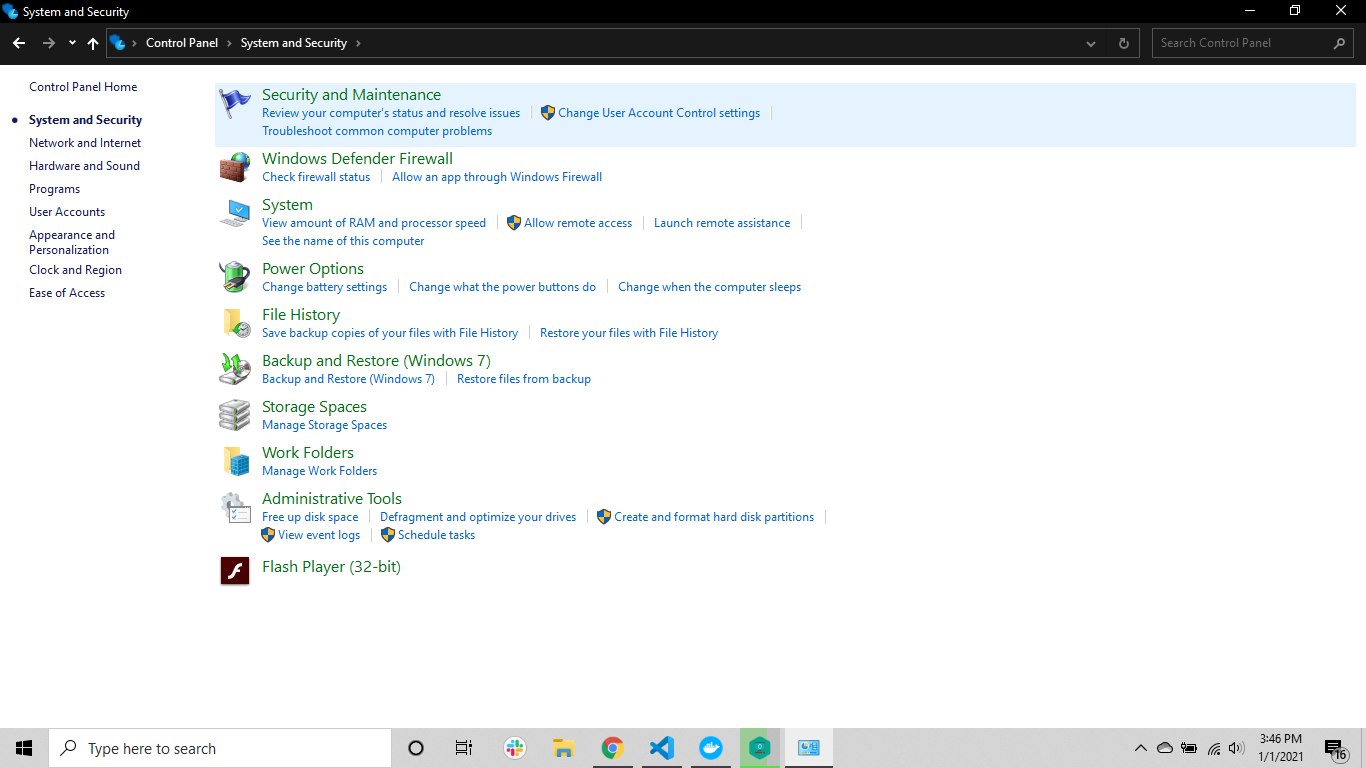 System and Security
Control Panel > System and Security >
Search Control Panel
Control Panel Home
System and Security
Network and Internet
Hardware and Sound
Programs
User Accounts
Appearance and
Personalization
Clock and Region
Ease of Access
Security and Maintenance
Review your computer's status and resolve issues
Change User Account Control settings
Troubleshoot common computer problems
Windows Defender Firewall
Check firewall status
Allow an app through Windows Firewall
System
View amount of RAM and processor speed
Allow remote access
Launch remote assistance
See the name of this computer
Power Options
Change battery settings
Change what the power buttons do
Change when the computer sleeps
File History
Save backup copies of your files with File History
Restore your files with File History
Backup and Restore (Windows 7)
Backup and Restore (Windows 7)
Restore files from backup
Storage Spaces
Manage Storage Spaces
Work Folders
Manage Work Folders
Administrative Tools
Free up disk space
Defragment and optimize your drives
Create and format hard disk partitions
View event logs
Schedule tasks
Flash Player (32-bit)
Type here to search
3:46 PM
1/1/2021
16